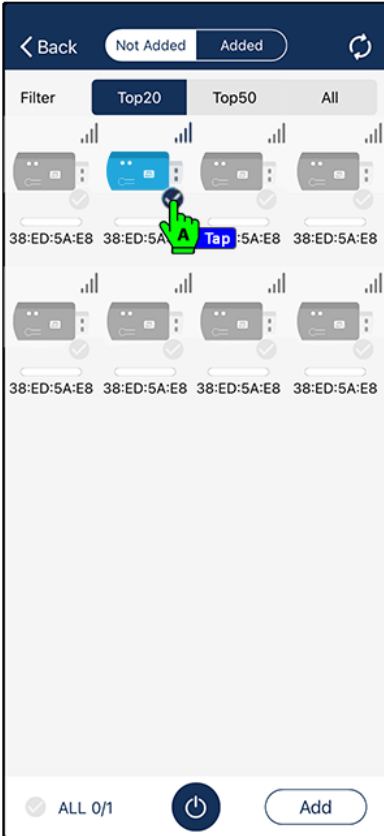 Back Not Added Added
Filter Top20 Top50 All
38:ED:5A:E8 38:ED:5A A Tap :5A:E8 38:ED:5A:E8
38:ED:5A:E8 38:ED:5A:E8 38:ED:5A:E8 38:ED:5A:E8
ALL 0/1 Add